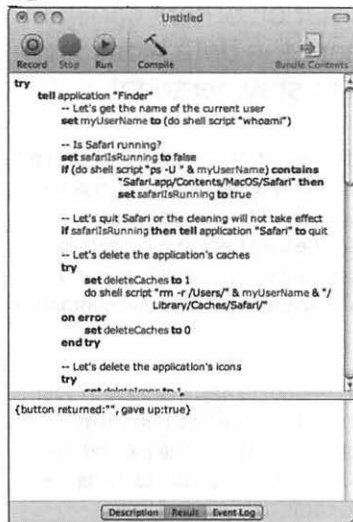 Untitled
Record Stop Run Compile Bundle Contents
try
tell application "Finder"
-- Let's get the name of the current user
set myUserName to (do shell script "whoami")
-- Is Safari running?
set safariIsRunning to false
if (do shell script "ps -U " & myUserName) contains
"Safari.app/Contents/MacOS/Safari" then
set safariIsRunning to true
-- Let's quit Safari or the cleaning will not take effect
if safariIsRunning then tell application "Safari" to quit
-- Let's delete the application's caches
try
set deleteCaches to 1
do shell script "rm -r /Users/" & myUserName & "/
Library/Caches/Safari/"
on error
set deleteCaches to 0
end try
-- Let's delete the application's icons
try
set deleteIcons to 1
{button returned:"", gave up:true}
Description Result Event Log